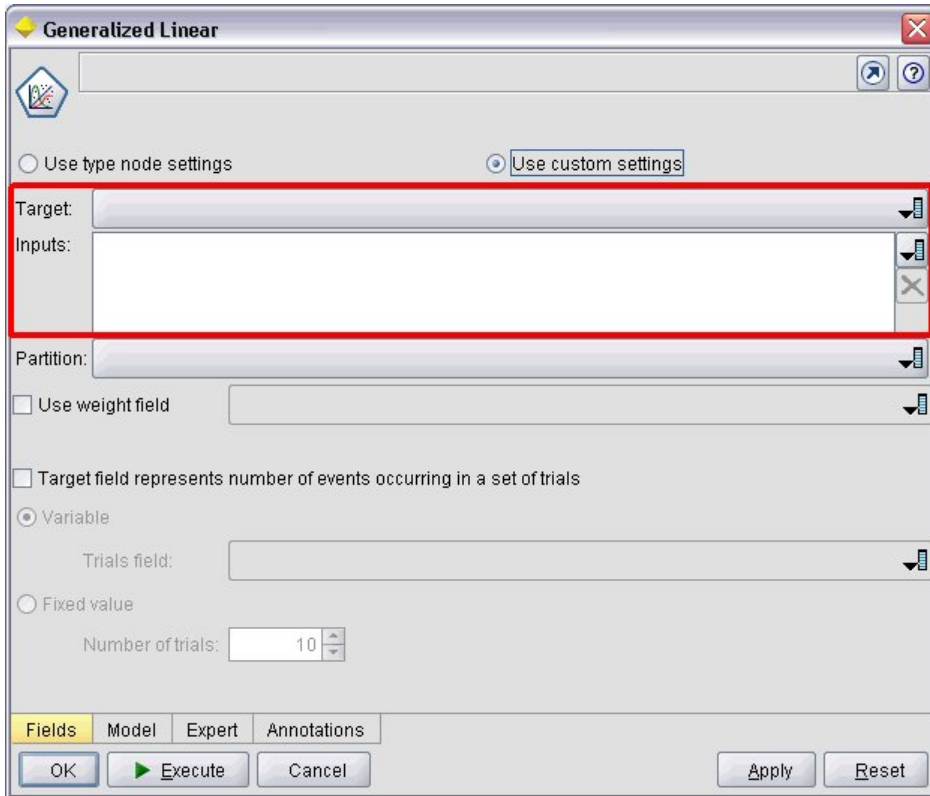 Generalized Linear
Use type node settings Use custom settings
Target:
Inputs:
Partition:
Use weight field
Target field represents number of events occurring in a set of trials
Variable
Trials field:
Fixed value
Number of trials: 10
Fields Model Expert Annotations
OK Execute Cancel Apply Reset